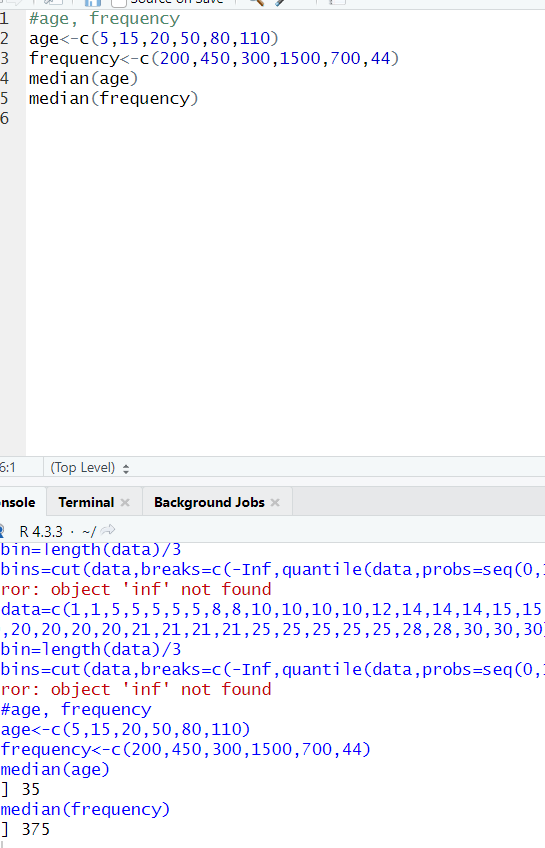 Source on Save
1 #age, frequency
2 age<-c(5,15,20,50,80,110)
3 frequency<-c(200,450,300,1500,700,44)
4 median(age)
5 median(frequency)
6
6:1 (Top Level)
nsole Terminal Background Jobs
R 4.3.3 · ~/
bin=length(data)/3
bins=cut(data,breaks=c(-Inf,quantile(data,probs=seq(0,1
ror: object 'inf' not found
data=c(1,1,5,5,5,5,5,8,8,10,10,10,10,12,14,14,14,15,15
,20,20,20,20,21,21,21,21,25,25,25,25,25,28,28,30,30,30
bin=length(data)/3
bins=cut(data,breaks=c(-Inf,quantile(data,probs=seq(0,1
ror: object 'inf' not found
#age, frequency
age<-c(5,15,20,50,80,110)
frequency<-c(200,450,300,1500,700,44)
median(age)
] 35
median(frequency)
] 375